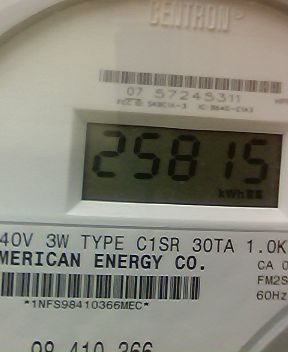 CENTRON®
07 57245311
25815
kWh
40V 3W TYPE C1SR 30TA 1.0K
MERICAN ENERGY CO.
CA 0
FM2S
*1NFS98410366MEC*
60Hz
98 410 366